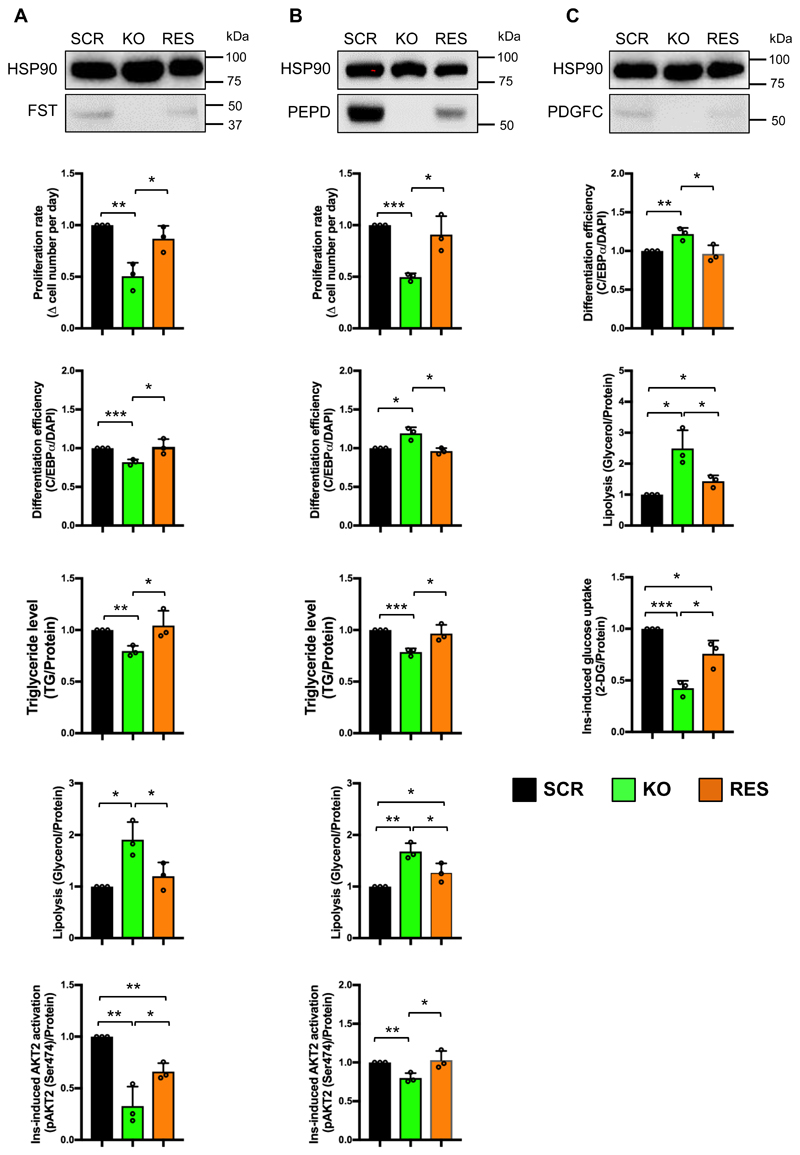 A
SCR KO RES kDa
HSP90
100
75
FST
50
37
Proliferation rate
(Δ cell number per day)
1.5
1.0
0.5
0.0
** *
Differentiation efficiency
(C/EBPα/DAPI)
2.0
1.5
1.0
0.5
0.0
*** *
Triglyceride level
(TG/Protein)
1.5
1.0
0.5
0.0
** *
Lipolysis (Glycerol/Protein)
3
2
1
0
* *
Ins-induced AKT2 activation
(pAKT2 (Ser474)/Protein)
1.5
1.0
0.5
0.0
**
** *
B
SCR KO RES kDa
HSP90
100
75
PEPD
50
Proliferation rate
(Δ cell number per day)
1.5
1.0
0.5
0.0
*** *
Differentiation efficiency
(C/EBPα/DAPI)
2.0
1.5
1.0
0.5
0.0
* *
Triglyceride level
(TG/Protein)
1.5
1.0
0.5
0.0
*** *
Lipolysis (Glycerol/Protein)
3
2
1
0
*
** *
Ins-induced AKT2 activation
(pAKT2 (Ser474)/Protein)
2.0
1.5
1.0
0.5
0.0
** *
C
SCR KO RES kDa
HSP90
100
75
PDGFC
50
Differentiation efficiency
(C/EBPα/DAPI)
2.0
1.5
1.0
0.5
0.0
** *
Lipolysis (Glycerol/Protein)
5
4
3
2
1
0
*
* *
Ins-induced glucose uptake
(2-DG/Protein)
1.5
1.0
0.5
0.0
*
*** *
SCR KO RES